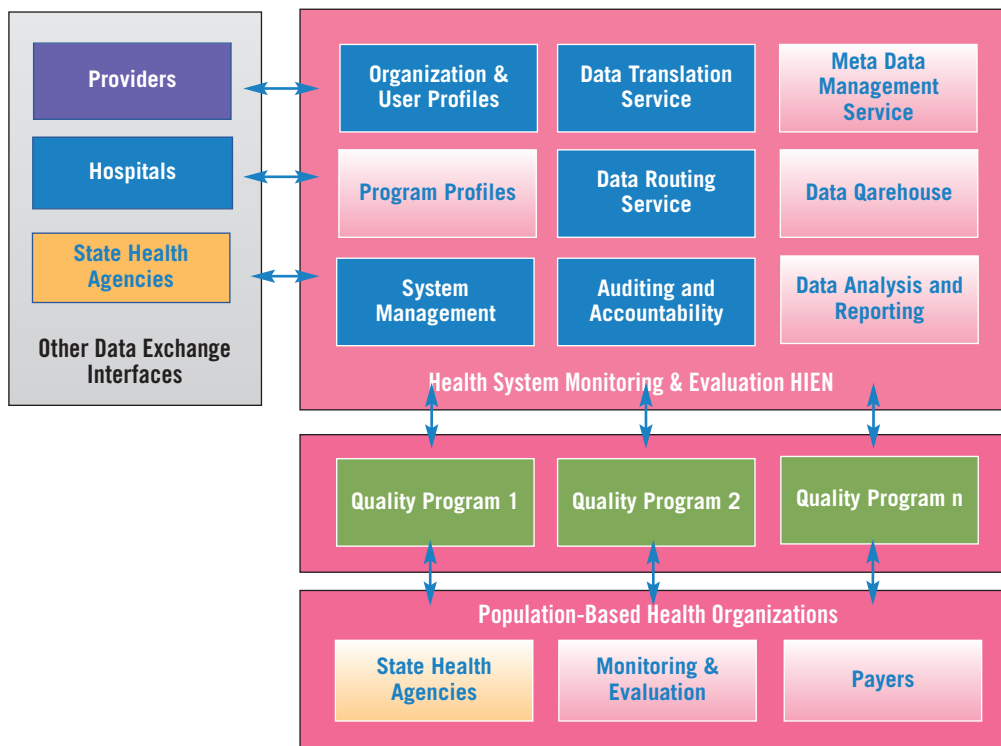 Providers
Hospitals
State Health
Agencies
Other Data Exchange
Interfaces
Organization &
User Profiles
Data Translation
Service
Meta Data
Management
Service
Program Profiles
Data Routing
Service
Data Qarehouse
System
Management
Auditing and
Accountability
Data Analysis and
Reporting
Health System Monitoring & Evaluation HIEN
Quality Program 1
Quality Program 2
Quality Program n
Population-Based Health Organizations
State Health
Agencies
Monitoring &
Evaluation
Payers